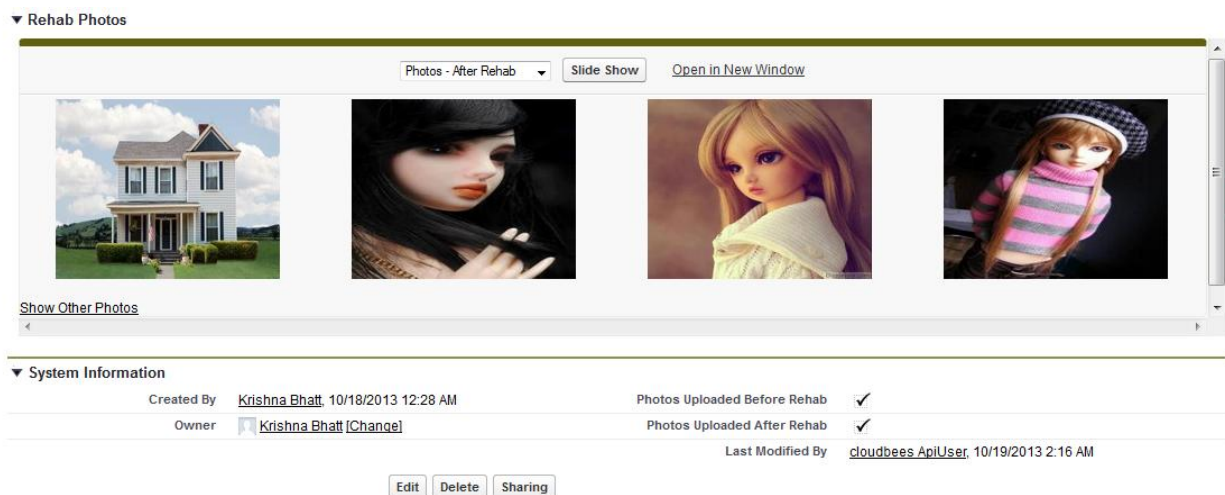 Rehab Photos
Photos - After Rehab Slide Show Open in New Window
Show Other Photos
System Information
Created By Krishna Bhatt, 10/18/2013 12:28 AM Photos Uploaded Before Rehab ✓
Owner Krishna Bhatt [Change] Photos Uploaded After Rehab ✓
Last Modified By cloudbees ApiUser, 10/19/2013 2:16 AM
Edit Delete Sharing